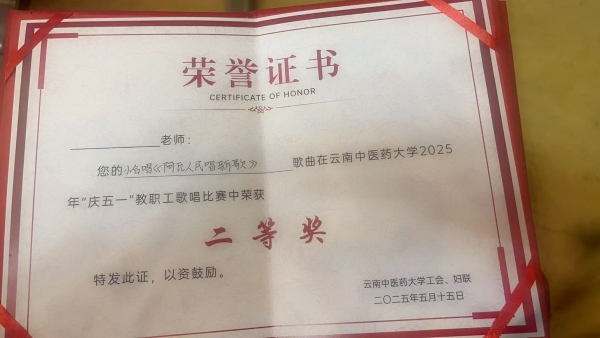 荣誉证书
CERTIFICATE OF HONOR
老师：
您的小合唱《阿瓦人民唱新歌》歌曲在云南中医药大学2025
年“庆五一”教职工歌唱比赛中荣获
二等奖
特发此证，以资鼓励。
云南中医药大学工会、妇联
二〇二五年五月十五日